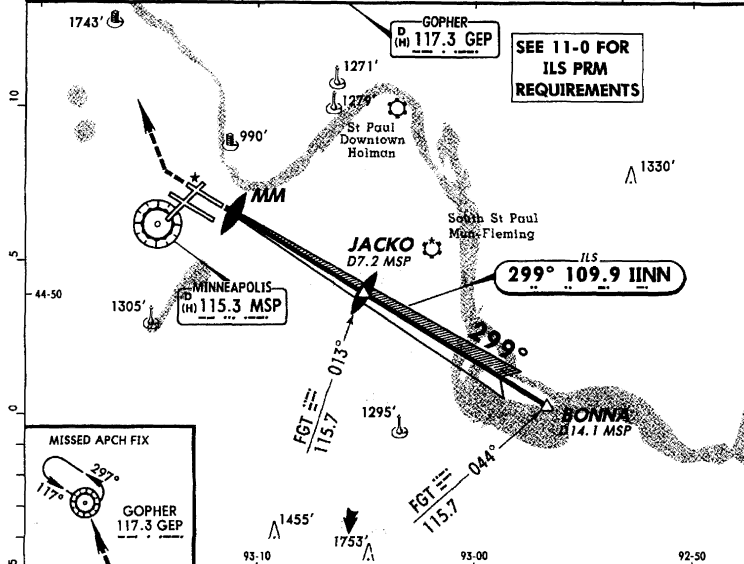 1743'
GOPHER
D
(H) 117.3 GEP
SEE 11-0 FOR
ILS PRM
REQUIREMENTS
1271'
1279'
10
St Paul
Downtown
Holman
990'
1330'
MM
South St Paul
Mun-Fleming
JACKO
D7.2 MSP
ILS
299° 109.9 IINN
5
44-50
MINNEAPOLIS
D
(H) 115.3 MSP
1305'
299°
013°
FGT
115.7
0
1295'
BONNA
D14.1 MSP
044°
FGT
115.7
MISSED APCH FIX
297°
117°
GOPHER
117.3 GEP
1455'
1753'
5
93-10
93-00
92-50